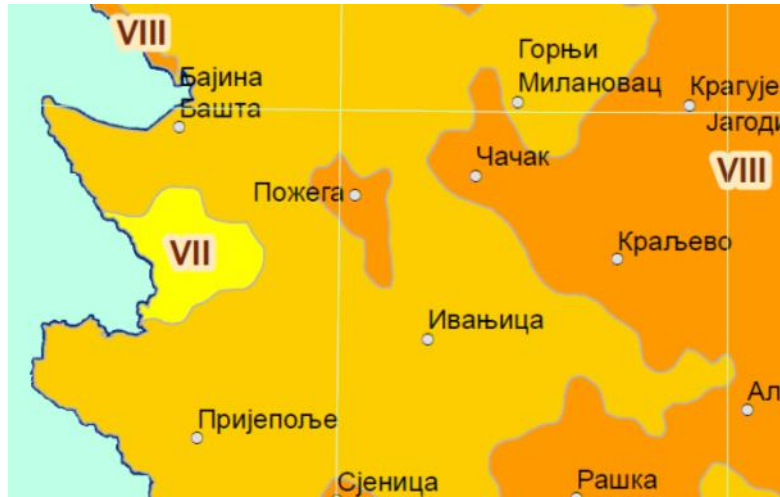 VIII
Бајина
Башта
Горњи
Милановац
Крагује
Јагоди
Чачак
VIII
Пожега
VII
Краљево
Ивањица
Ал
Пријепоље
Сјеница
Рашка